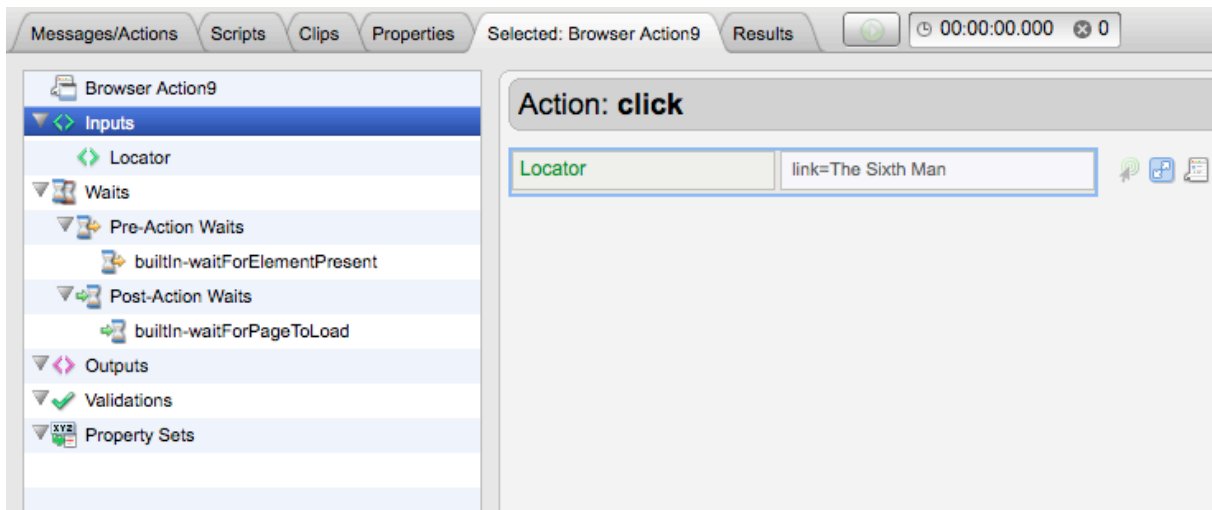 Messages/Actions Scripts Clips Properties Selected: Browser Action9 Results 00:00:00.000 0
Browser Action9
Inputs
Locator
Waits
Pre-Action Waits
builtIn-waitForElementPresent
Post-Action Waits
builtIn-waitForPageToLoad
Outputs
Validations
XYZ
Property Sets
Action: click
Locator link=The Sixth Man